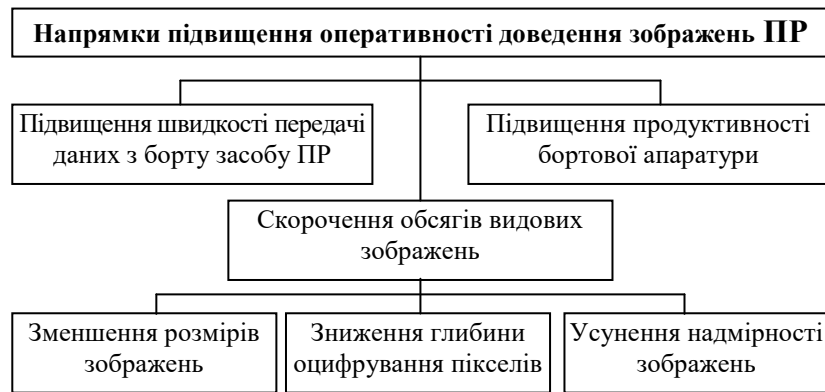 Напрямки підвищення оперативності доведення зображень ПР
Підвищення швидкості передачі
даних з борту засобу ПР
Підвищення продуктивності
бортової апаратури
Скорочення обсягів видових
зображень
Зменшення розмірів
зображень
Зниження глибини
оцифрування пікселів
Усунення надмірності
зображень